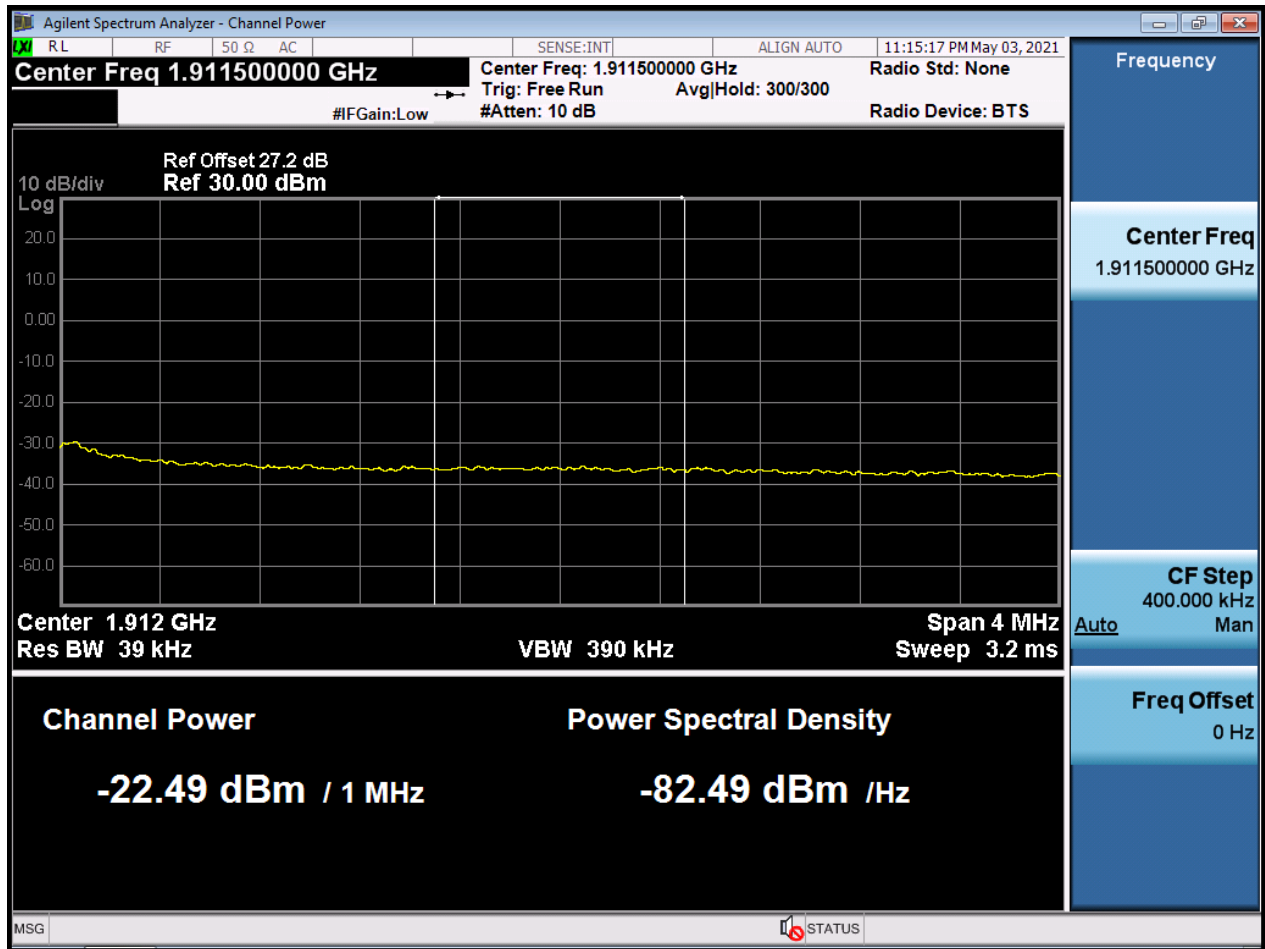 Agilent Spectrum Analyzer - Channel Power
LXI RL RF 50 Ω AC SENSE:INT ALIGN AUTO 11:15:17 PM May 03, 2021
Center Freq 1.911500000 GHz
#IFGain:Low
Center Freq: 1.911500000 GHz
Trig: Free Run Avg|Hold: 300/300
#Atten: 10 dB
Radio Std: None
Radio Device: BTS
Ref Offset 27.2 dB
10 dB/div Ref 30.00 dBm
Log
20.0
10.0
0.00
-10.0
-20.0
-30.0
-40.0
-50.0
-60.0
Center 1.912 GHz Span 4 MHz
Res BW 39 kHz VBW 390 kHz Sweep 3.2 ms
Channel Power Power Spectral Density
-22.49 dBm / 1 MHz -82.49 dBm /Hz
Frequency
Center Freq
1.911500000 GHz
CF Step
400.000 kHz
Auto Man
Freq Offset
0 Hz
MSG STATUS